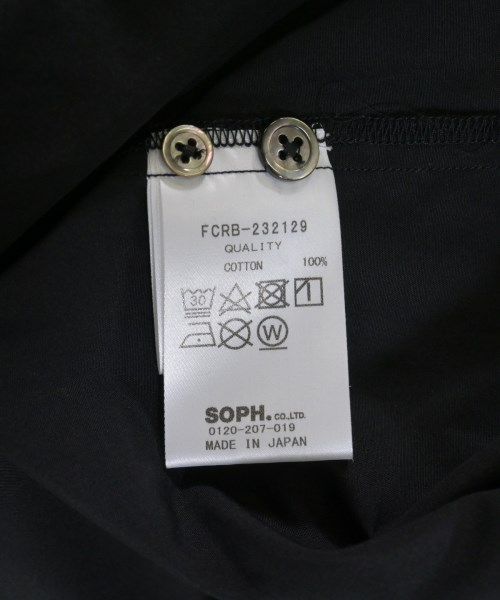 FCRB-232129
QUALITY
COTTON 100%
30
W
SOPH.CO.,LTD.
0120-207-019
MADE IN JAPAN